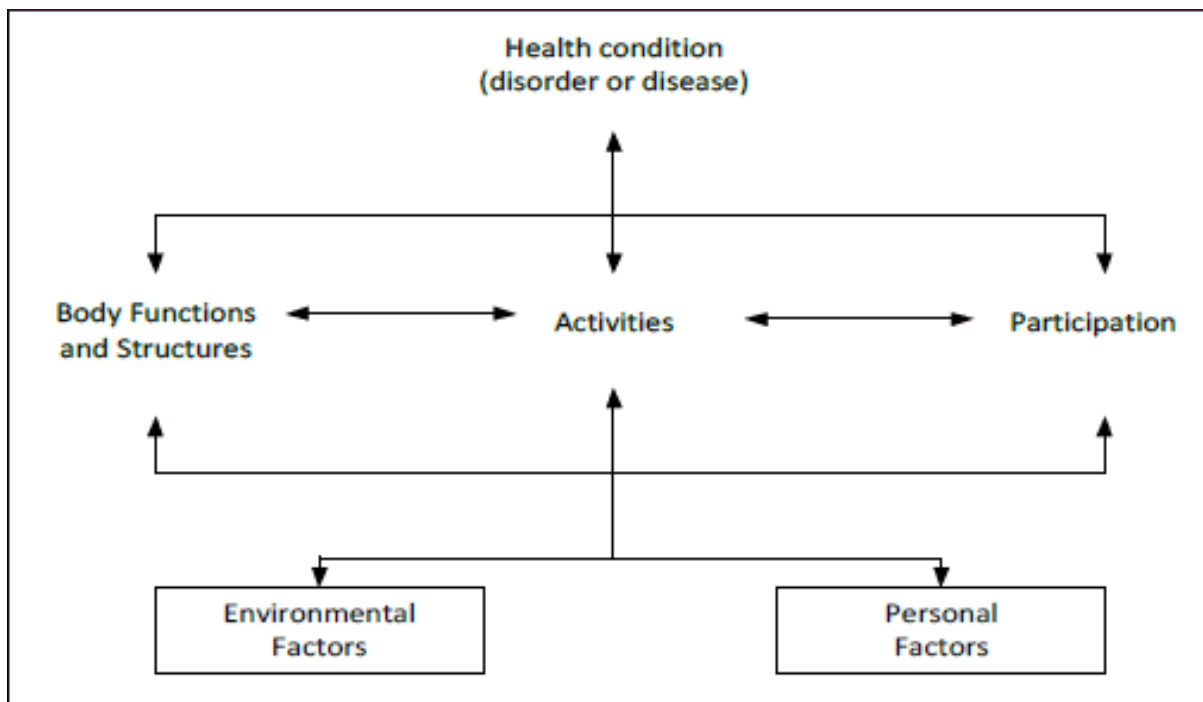 Health condition
(disorder or disease)
Body Functions
and Structures
Activities
Participation
Environmental
Factors
Personal
Factors